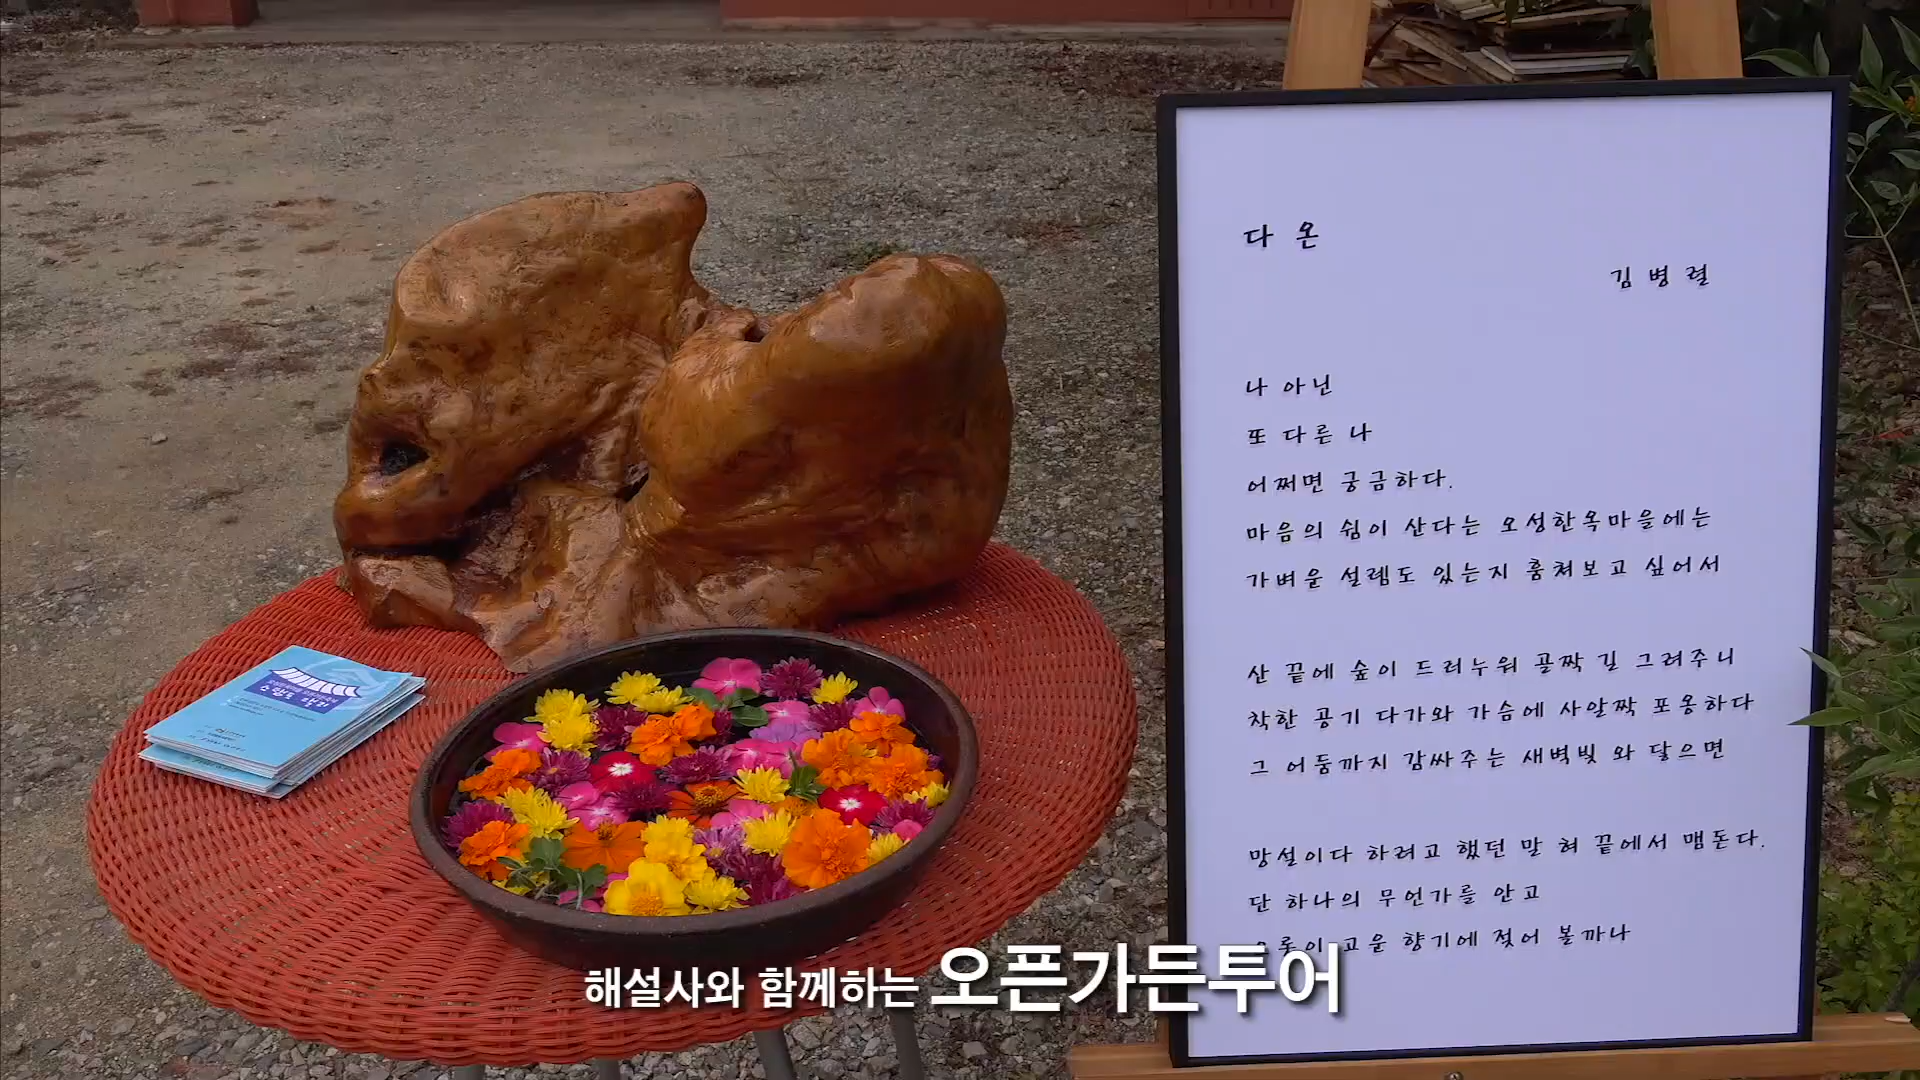 다온
김병렬
나 아닌
또 다른 나
어쩌면 궁금하다.
마음의 쉼이 산다는 오성한옥마을에는
가벼운 설렘도 있는지 훔쳐보고 싶어서
산 끝에 숲이 드러누워 골짝 길 그려주니
착한 공기 다가와 가슴에 사알짝 포옹하다
그 어둠까지 감싸주는 새벽빛 와 닿으면
망설이다 하려고 했던 말 혀 끝에서 맴돈다.
단 하나의 무언가를 안고
고운 향기에 젖어 볼까나
해설사와 함께하는 오픈가든투어